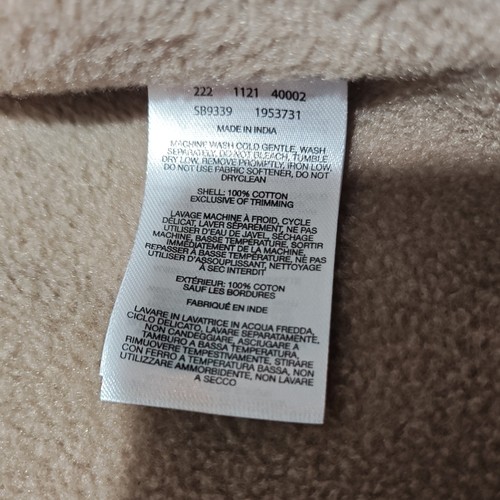 222 1121 40002
SB9339 1953731
MADE IN INDIA
MACHINE WASH COLD GENTLE, WASH
SEPARATELY, DO NOT BLEACH, TUMBLE
DRY LOW, REMOVE PROMPTLY, IRON LOW,
DO NOT USE FABRIC SOFTENER, DO NOT
DRYCLEAN
SHELL: 100% COTTON
EXCLUSIVE OF TRIMMING
LAVAGE MACHINE À FROID, CYCLE
DÉLICAT, LAVER SÉPAREMENT, NE PAS
UTILISER D'EAU DE JAVEL, SÉCHAGE
MACHINE, BASSE TEMPÉRATURE, SORTIR
IMMÉDIATEMENT DE LA MACHINE,
REPASSER À BASSE TEMPÉRATURE, NE PAS
UTILISER D'ASSOUPLISSANT, NETTOYAGE
À SEC INTERDIT
EXTÉRIEUR: 100% COTON
SAUF LES BORDURES
FABRIQUÉ EN INDE
LAVARE IN LAVATRICE IN ACQUA FREDDA,
CICLO DELICATO, LAVARE SEPARATAMENTE,
NON CANDEGGIARE, ASCIUGARE A
TAMBURO A BASSA TEMPERATURA,
RIMUOVERE TEMPESTIVAMENTE, STIRARE
CON FERRO A TEMPERATURA BASSA, NON
UTILIZZARE AMMORBIDENTE, NON LAVARE
A SECCO